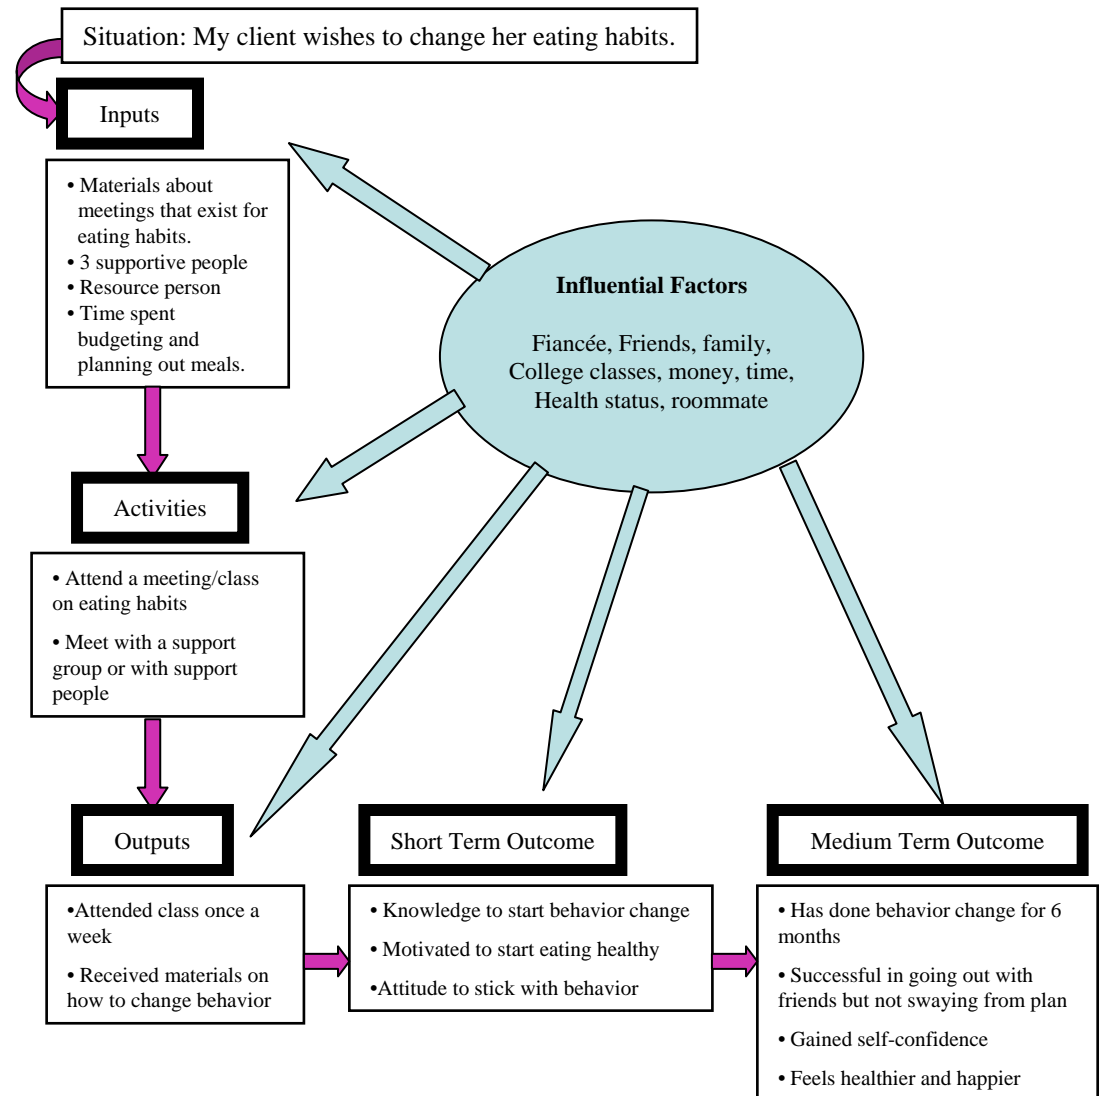 Situation: My client wishes to change her eating habits.
Inputs
• Materials about
meetings that exist for
eating habits.
• 3 supportive people
• Resource person
• Time spent
budgeting and
planning out meals.
Influential Factors
Fiancée, Friends, family,
College classes, money, time,
Health status, roommate
Activities
• Attend a meeting/class
on eating habits
• Meet with a support
group or with support
people
Outputs
•Attended class once a
week
• Received materials on
how to change behavior
Short Term Outcome
• Knowledge to start behavior change
• Motivated to start eating healthy
•Attitude to stick with behavior
Medium Term Outcome
• Has done behavior change for 6
months
• Successful in going out with
friends but not swaying from plan
• Gained self-confidence
• Feels healthier and happier